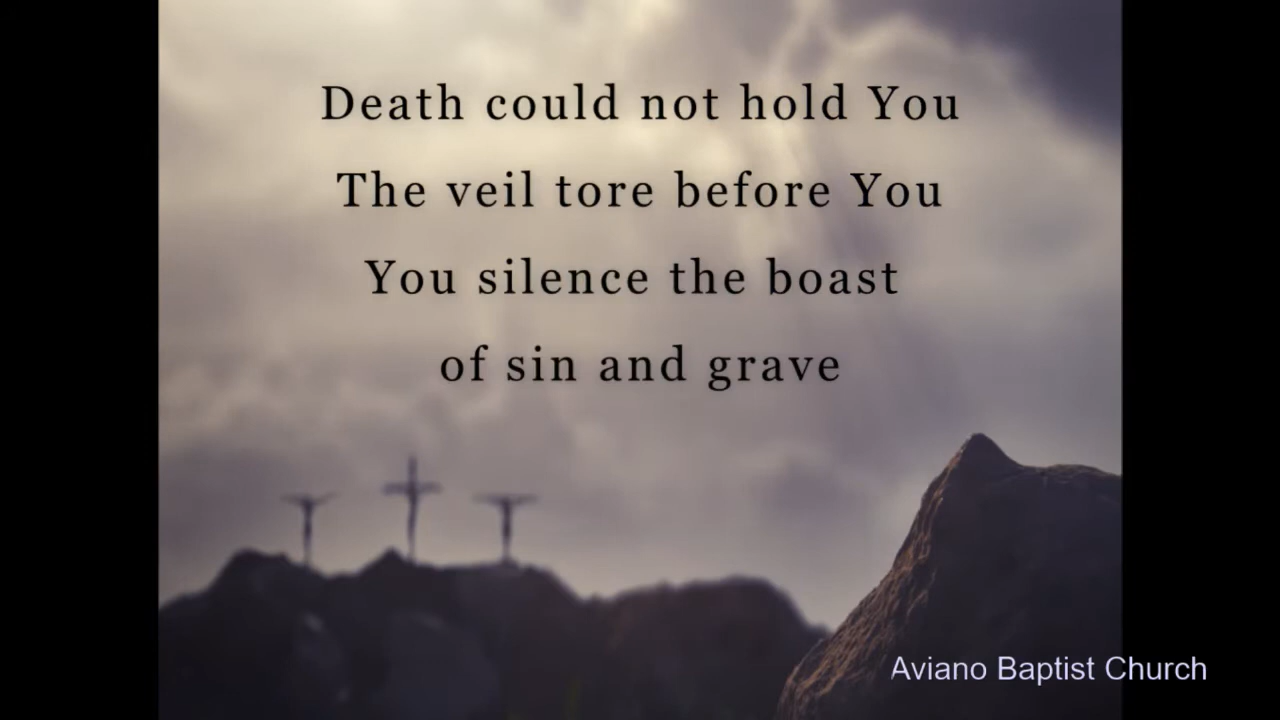 Death could not hold You
The veil tore before You
You silence the boast
of sin and grave
Aviano Baptist Church